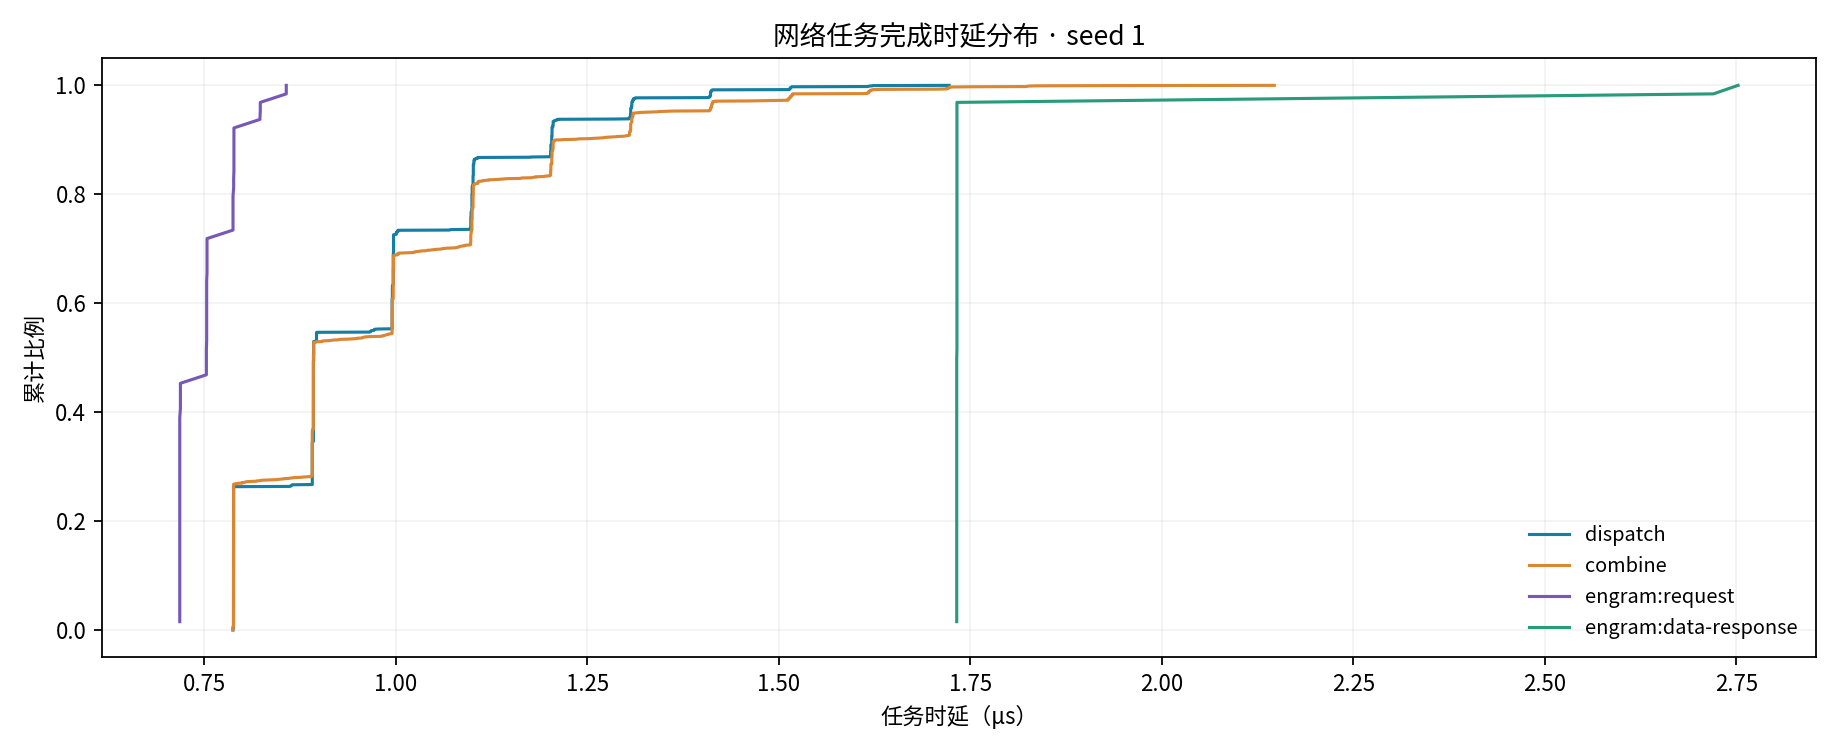 网络任务完成时延分布 · seed 1
累计比例
1.0
0.8
0.6
0.4
0.2
0.0
dispatch
combine
engram:request
engram:data-response
0.75 1.00 1.25 1.50 1.75 2.00 2.25 2.50 2.75
任务时延（μs）